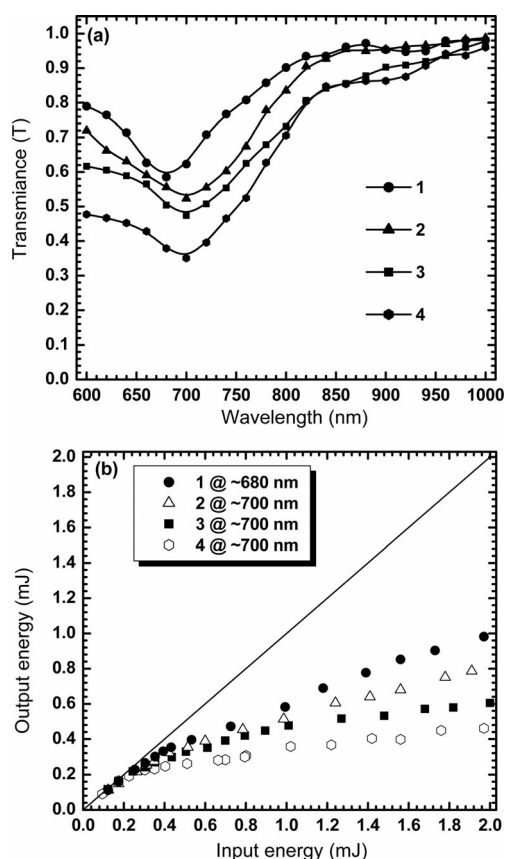 (a)
Transmiance (T)
1.0
0.9
0.8
0.7
0.6
0.5
0.4
0.3
0.2
0.1
0.0
1
2
3
4
600 650 700 750 800 850 900 950 1000
Wavelength (nm)
(b)
Output energy (mJ)
2.0
1.8
1.6
1.4
1.2
1.0
0.8
0.6
0.4
0.2
0.0
1 @ ~680 nm
2 @ ~700 nm
3 @ ~700 nm
4 @ ~700 nm
0.0 0.2 0.4 0.6 0.8 1.0 1.2 1.4 1.6 1.8 2.0
Input energy (mJ)